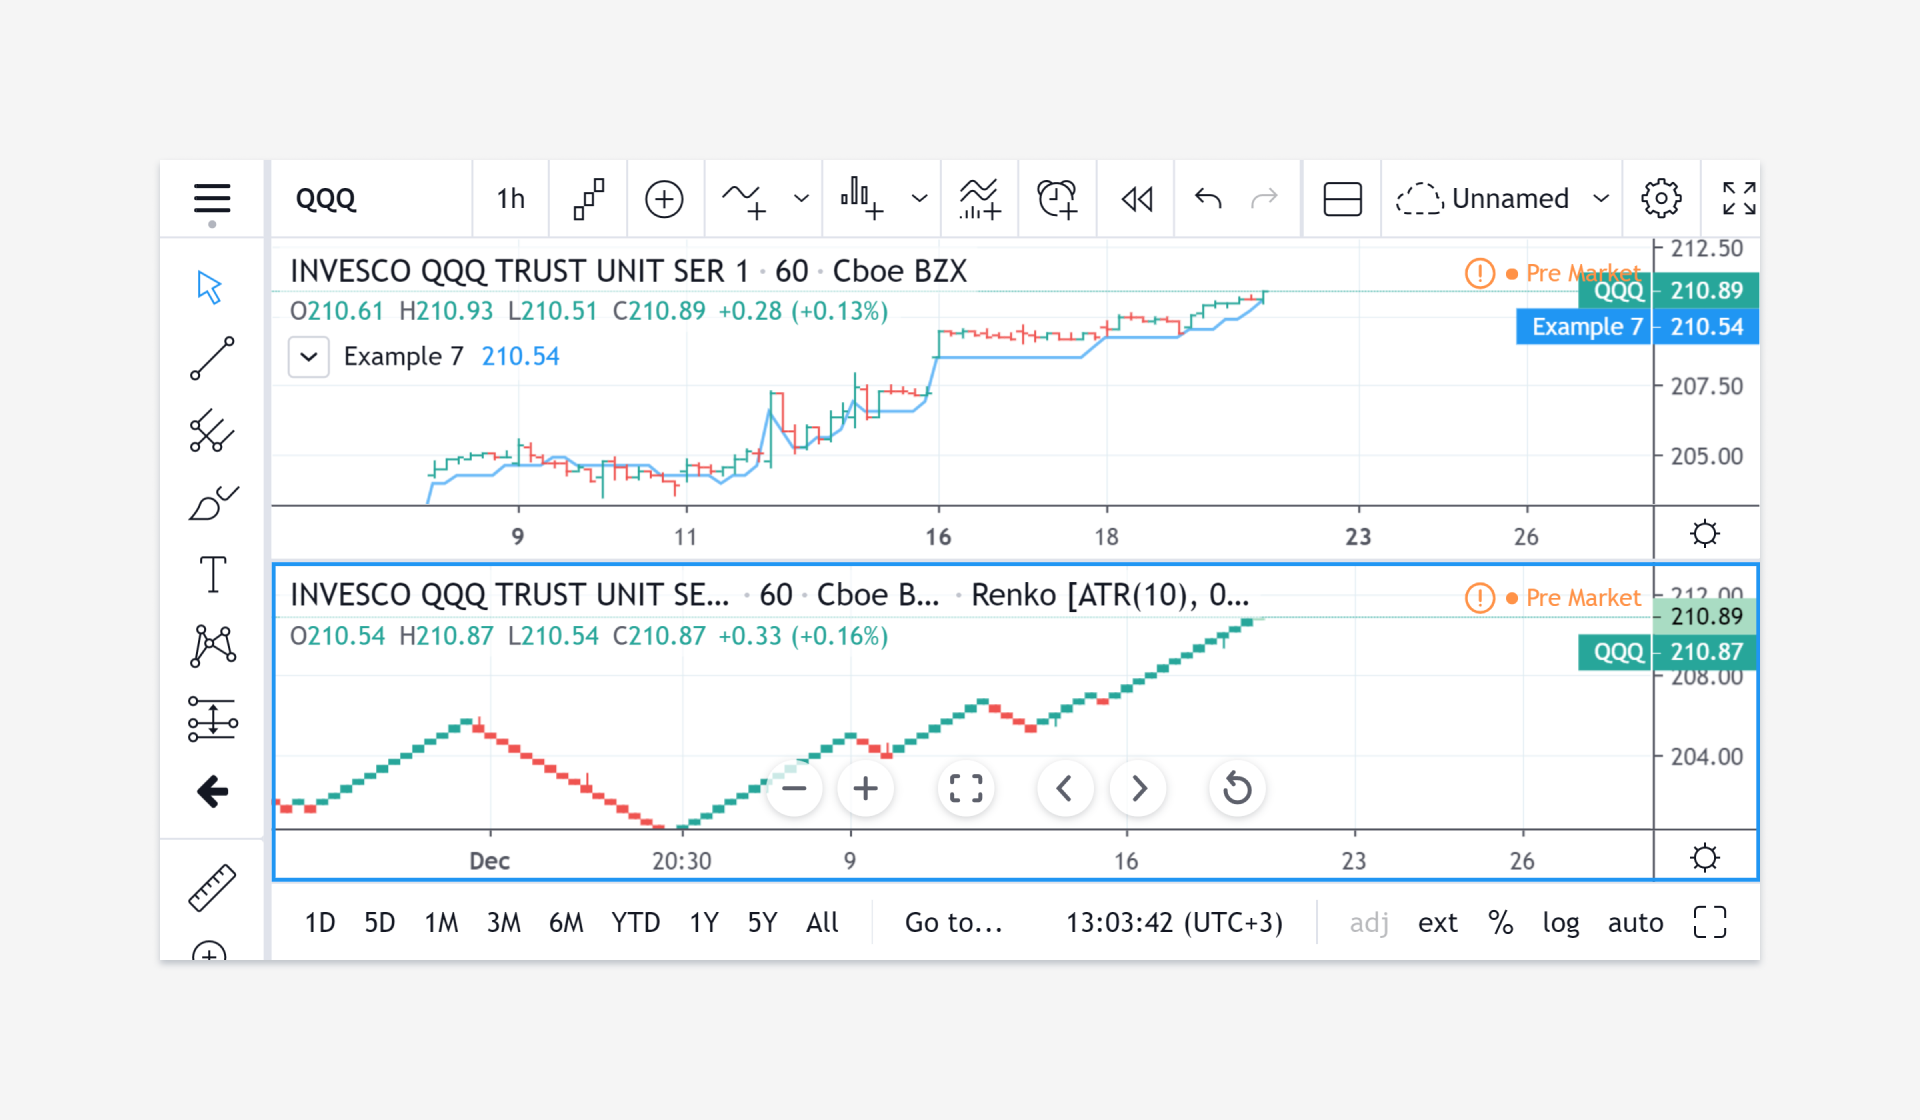 QQQ 1h Unnamed
INVESCO QQQ TRUST UNIT SER 1 · 60 · Cboe BZX
Pre Market
O210.61 H210.93 L210.51 C210.89 +0.28 (+0.13%)
Example 7 210.54
212.50
QQQ 210.89
Example 7 210.54
207.50
205.00
9 11 16 18 23 26
INVESCO QQQ TRUST UNIT SE... · 60 · Cboe B... · Renko [ATR(10), 0...
Pre Market
O210.54 H210.87 L210.54 C210.87 +0.33 (+0.16%)
212.00
210.89
QQQ 210.87
208.00
204.00
Dec 20:30 9 16 23 26
1D 5D 1M 3M 6M YTD 1Y 5Y All Go to... 13:03:42 (UTC+3) adj ext % log auto